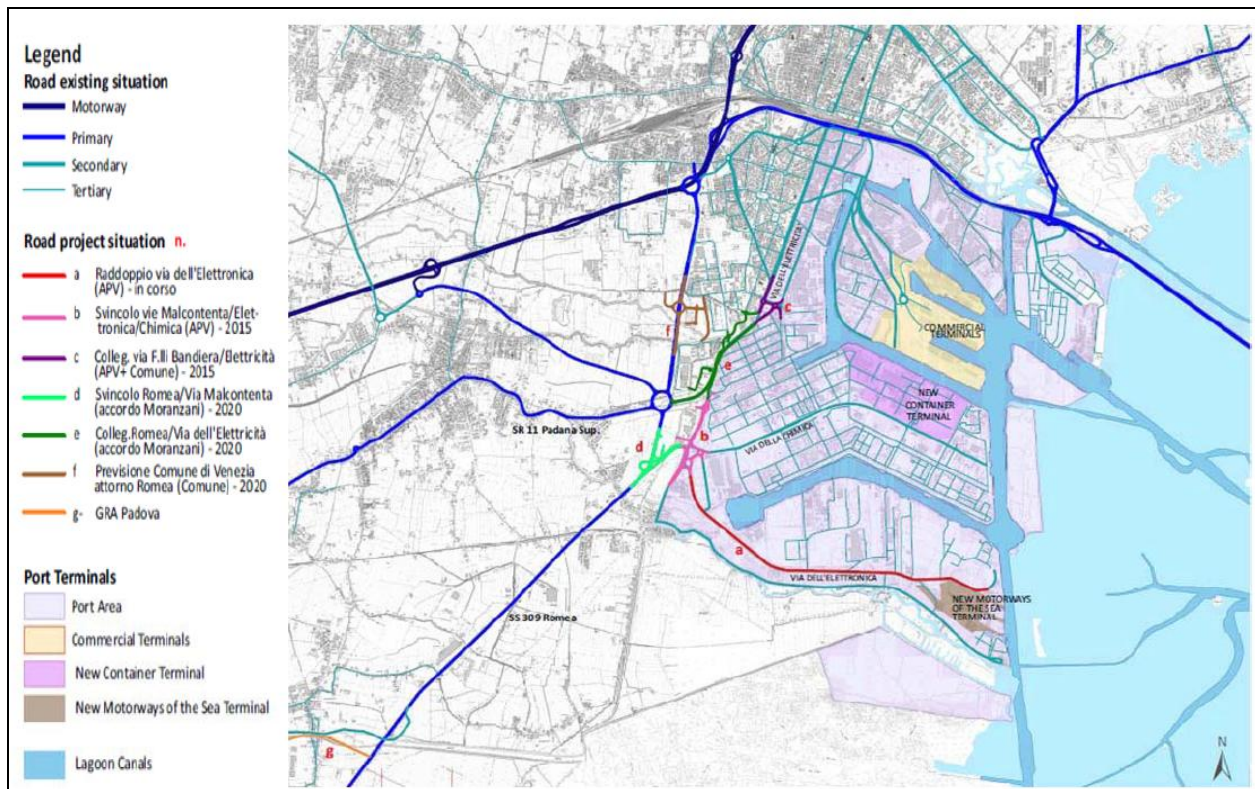 Legend
Road existing situation
Motorway
Primary
Secondary
Tertiary
Road project situation n.
a Raddoppio via dell'Elettronica
(APV) - in corso
b Svincolo vie Malcontenta/Elet-
tronica/Chimica (APV) - 2015
c Colleg. via F.lli Bandiera/Elettricità
(APV+ Comune) - 2015
d Svincolo Romea/Via Malcontenta
(accordo Moranzani) - 2020
e Colleg.Romea/Via dell'Elettricità
(accordo Moranzani) - 2020
f Previsione Comune di Venezia
attorno Romea (Comune) - 2020
g- GRA Padova
Port Terminals
Port Area
Commercial Terminals
New Container Terminal
New Motorways of the Sea Terminal
Lagoon Canals
VIA DELL'ELETTRICITA'
c
f
COMMERCIAL
TERMINALS
e
NEW
CONTAINER
TERMINAL
SR 11 Padana Sup.
b
d
VIA DELLA CHIMICA
a
VIA DELL'ELETTRONICA
NEW MOTORWAYS
OF THE SEA
TERMINAL
SS 309 Romea
g
N